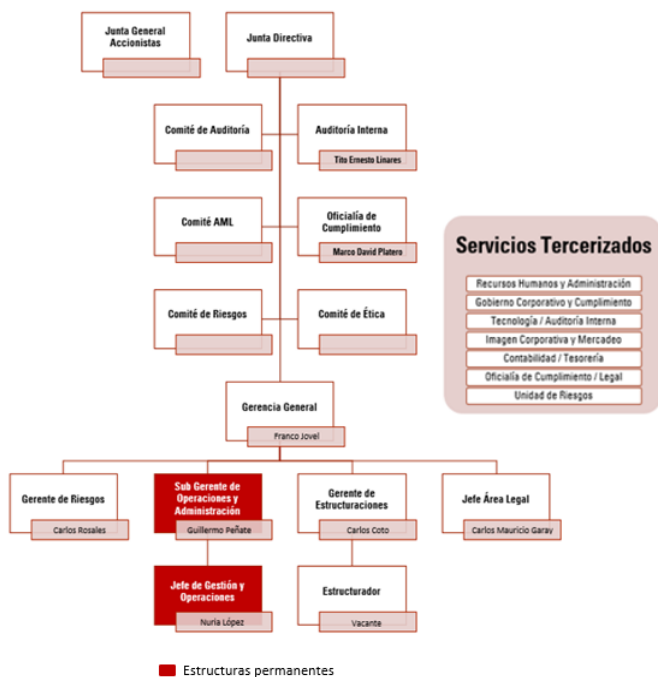 Junta General
Accionistas
Junta Directiva
Comité de Auditoría
Auditoría Interna
Tito Ernesto Linares
Comité AML
Oficialía de
Cumplimiento
Marco David Platero
Comité de Riesgos
Comité de Ética
Servicios Tercerizados
Recursos Humanos y Administración
Gobierno Corporativo y Cumplimiento
Tecnología / Auditoría Interna
Imagen Corporativa y Mercadeo
Contabilidad / Tesorería
Oficialía de Cumplimiento / Legal
Unidad de Riesgos
Gerencia General
Franco Jovel
Gerente de Riesgos
Carlos Rosales
Sub Gerente de
Operaciones y
Administración
Guillermo Peñate
Gerente de
Estructuraciones
Carlos Coto
Jefe Área Legal
Carlos Mauricio Garay
Jefe de Gestión y
Operaciones
Nuria López
Estructurador
Vacante
Estructuras permanentes